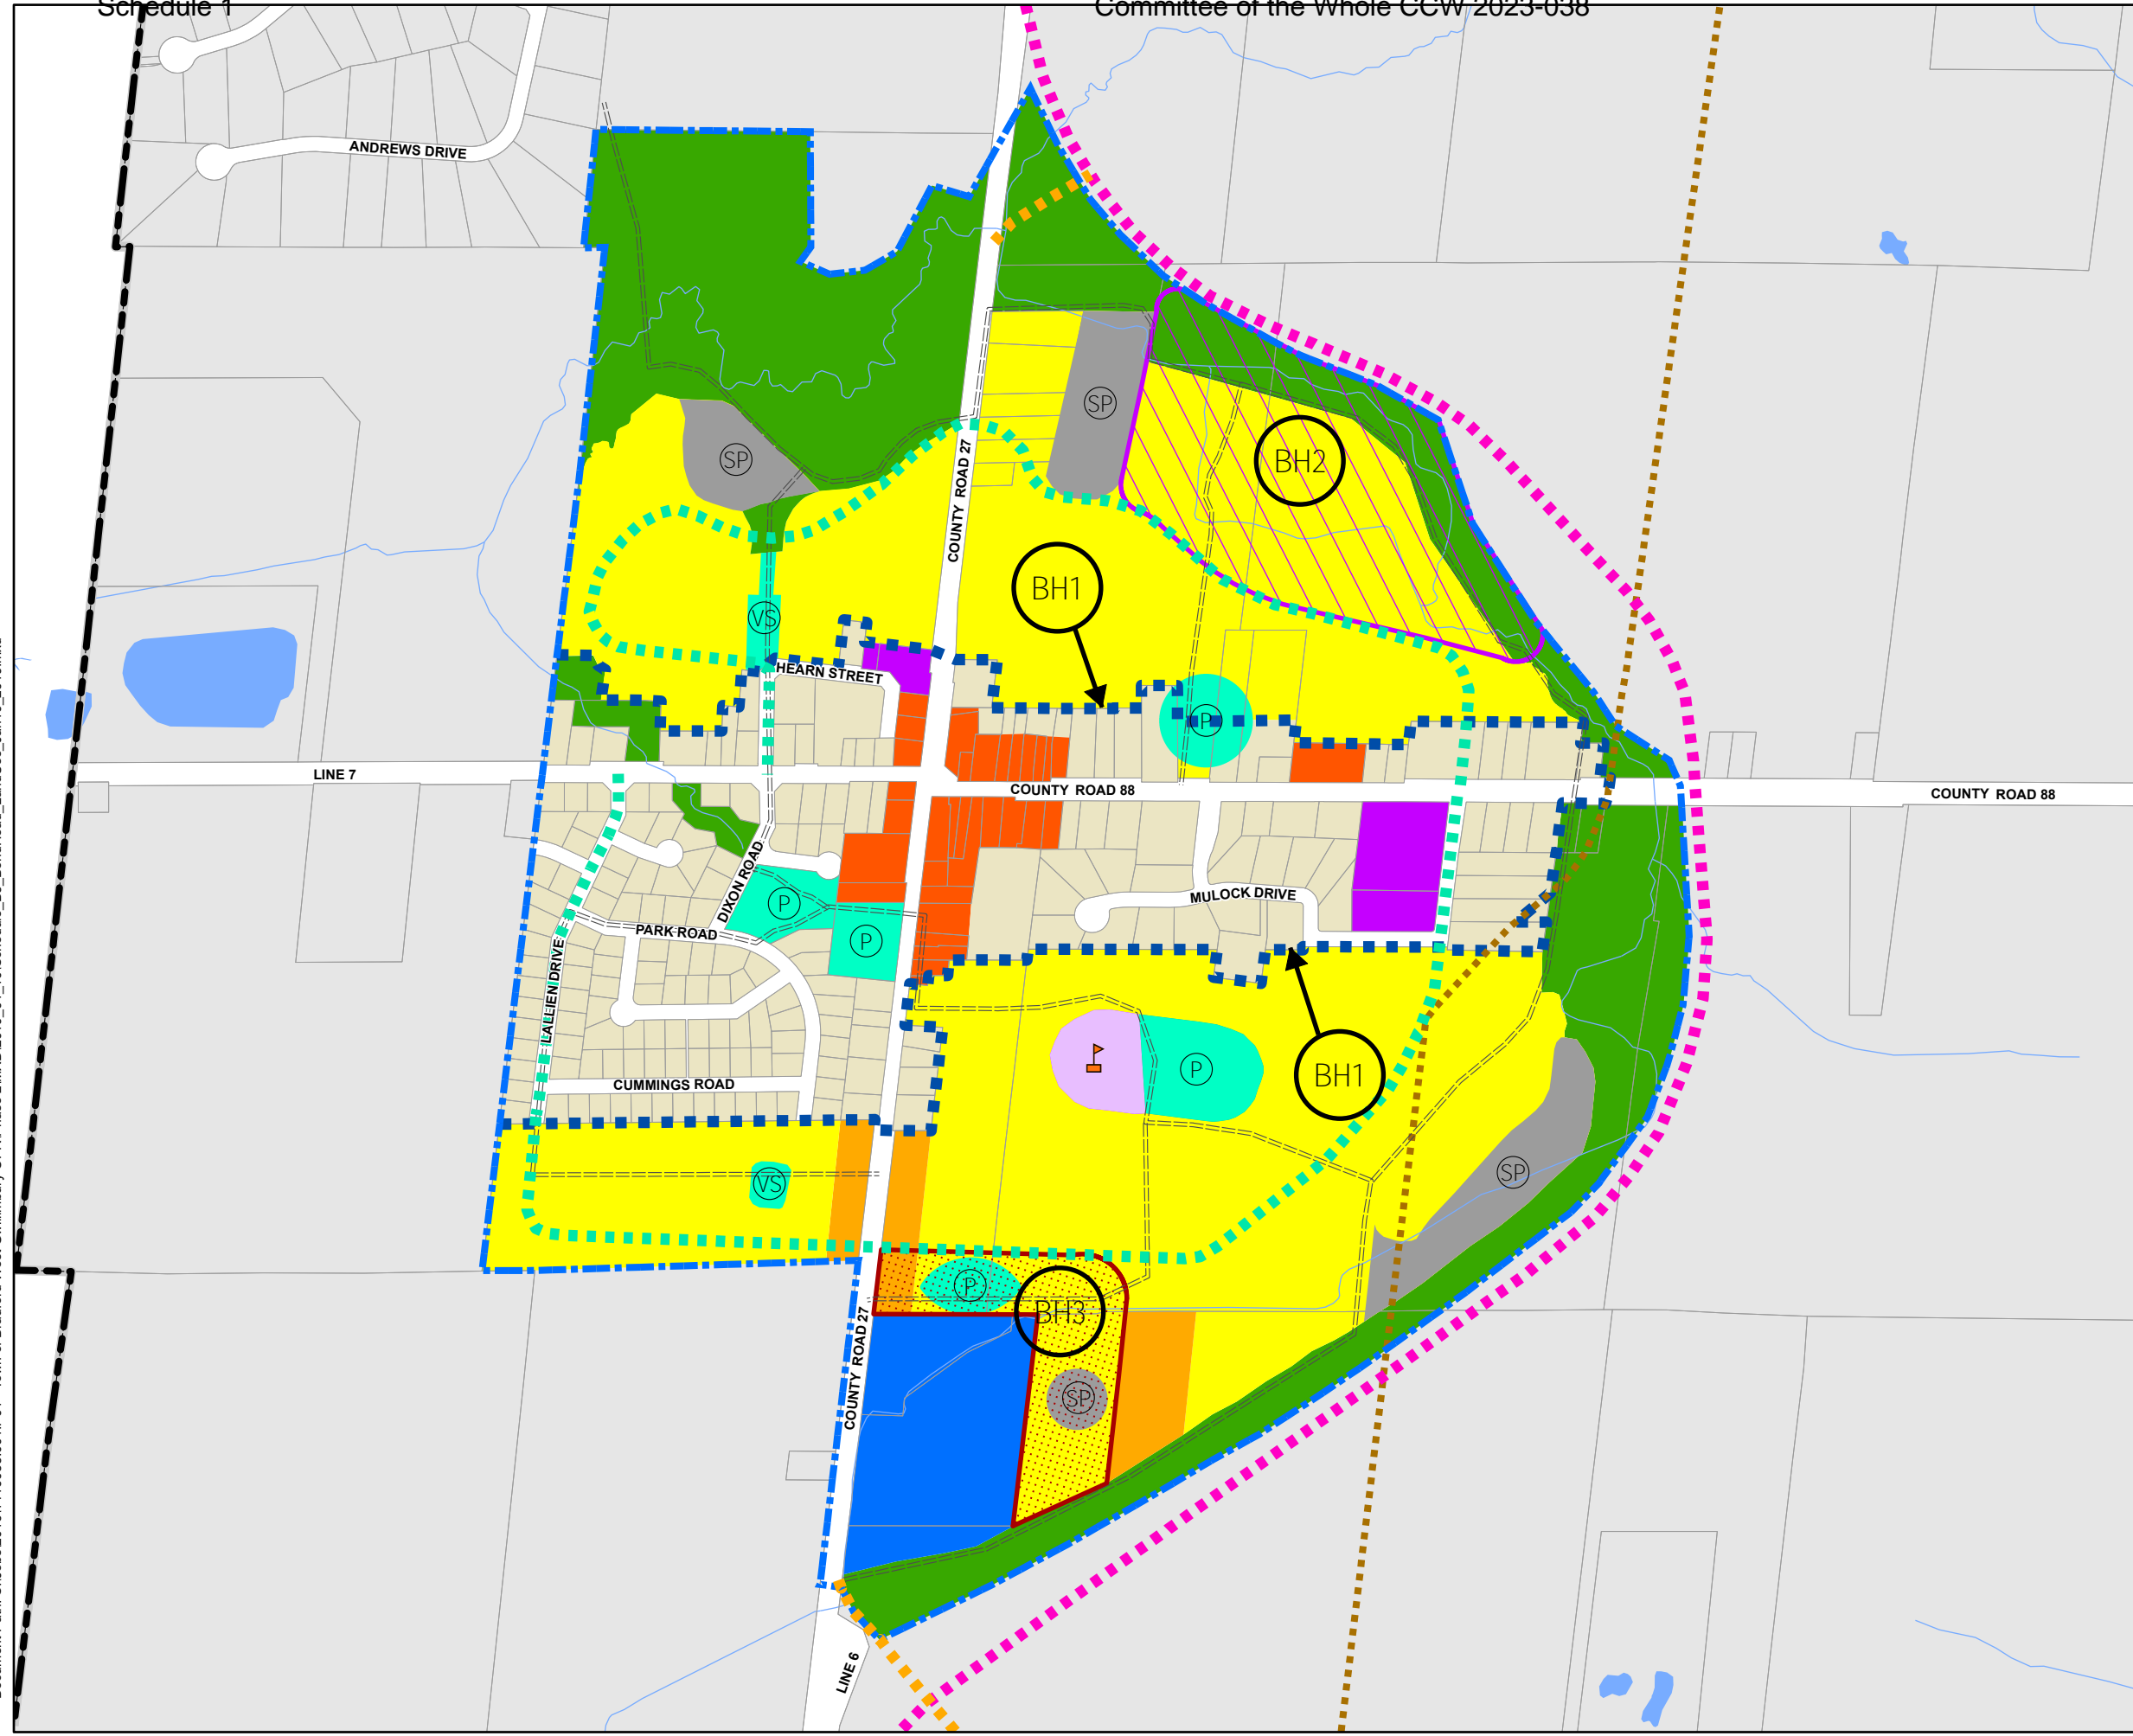 Schedule 1
Committee of the Whole CCW 2023-038
ANDREWS DRIVE
SP
SP
COUNTY ROAD 27
BH2
BH1
VS
HEARN STREET
P
LINE 7
COUNTY ROAD 88
COUNTY ROAD 88
DIXON ROAD
P
MULOCK DRIVE
PARK ROAD
P
LALLIEN DRIVE
P
BH1
CUMMINGS ROAD
SP
VS
P
BH3
COUNTY ROAD 27
SP
LINE 6